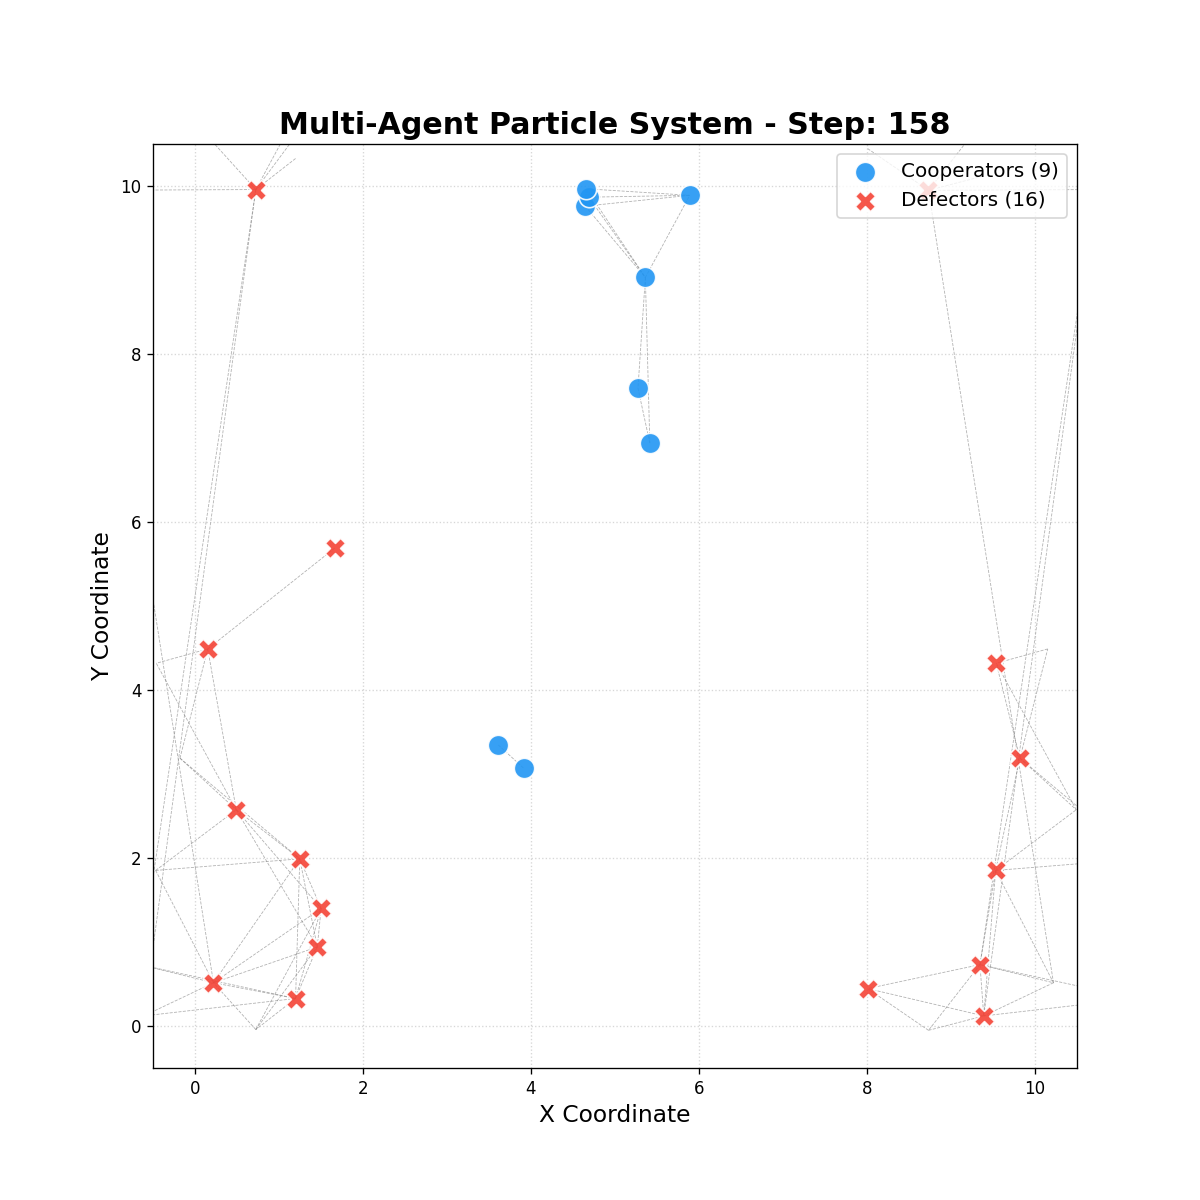 Multi-Agent Particle System - Step: 158
Cooperators (9)
Defectors (16)
10
8
6
4
2
0
Y Coordinate
0 2 4 6 8 10
X Coordinate